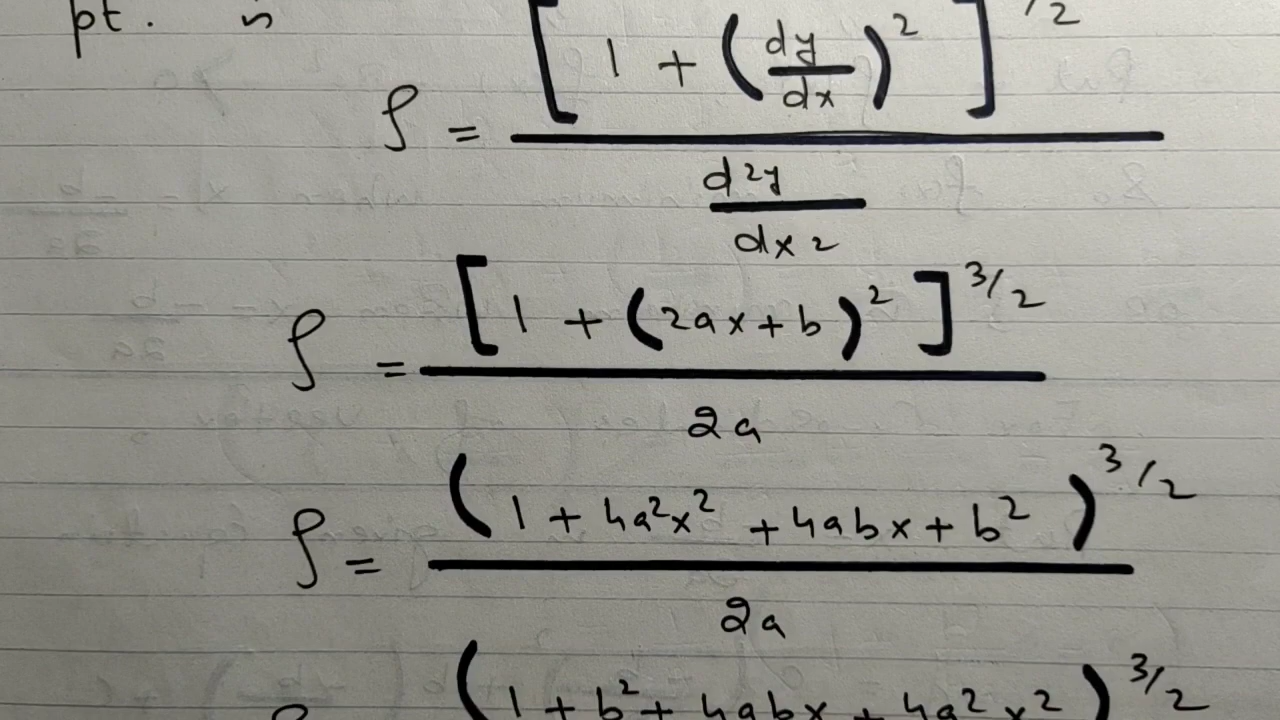 pt. is
ρ = [1 + (dy/dx)²]^3/2 / d²y/dx²
ρ = [1 + (2ax + b)²]^3/2 / 2a
ρ = (1 + 4a²x² + 4abx + b²)^3/2 / 2a
(1 + b² + 4abx + 4a²x²)^3/2